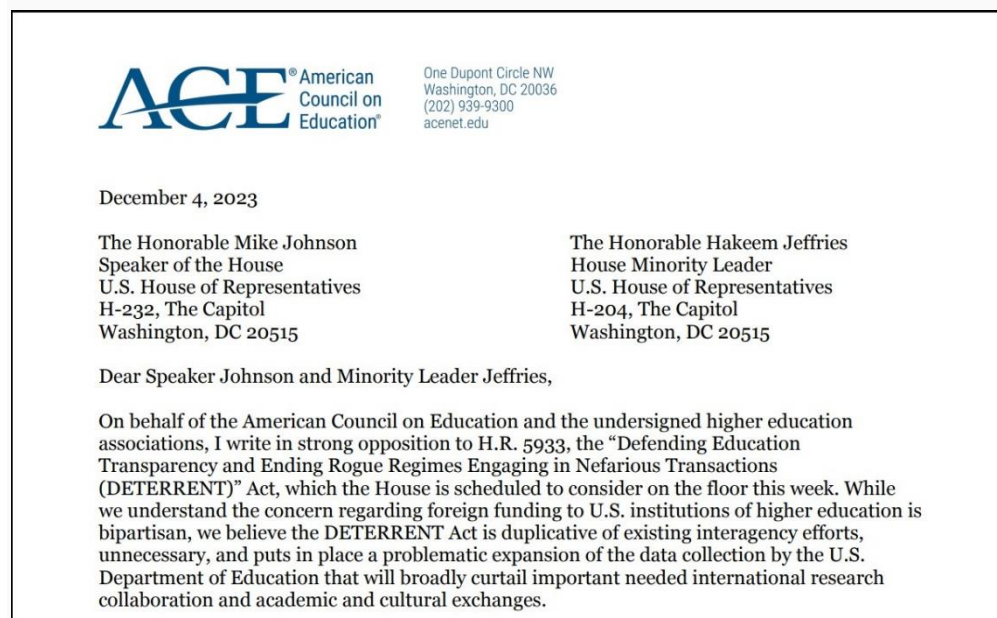 ACE® American
Council on
Education®
One Dupont Circle NW
Washington, DC 20036
(202) 939-9300
acenet.edu
December 4, 2023
The Honorable Mike Johnson
Speaker of the House
U.S. House of Representatives
H-232, The Capitol
Washington, DC 20515
The Honorable Hakeem Jeffries
House Minority Leader
U.S. House of Representatives
H-204, The Capitol
Washington, DC 20515
Dear Speaker Johnson and Minority Leader Jeffries,
On behalf of the American Council on Education and the undersigned higher education
associations, I write in strong opposition to H.R. 5933, the “Defending Education
Transparency and Ending Rogue Regimes Engaging in Nefarious Transactions
(DETERRENT)” Act, which the House is scheduled to consider on the floor this week. While
we understand the concern regarding foreign funding to U.S. institutions of higher education is
bipartisan, we believe the DETERRENT Act is duplicative of existing interagency efforts,
unnecessary, and puts in place a problematic expansion of the data collection by the U.S.
Department of Education that will broadly curtail important needed international research
collaboration and academic and cultural exchanges.